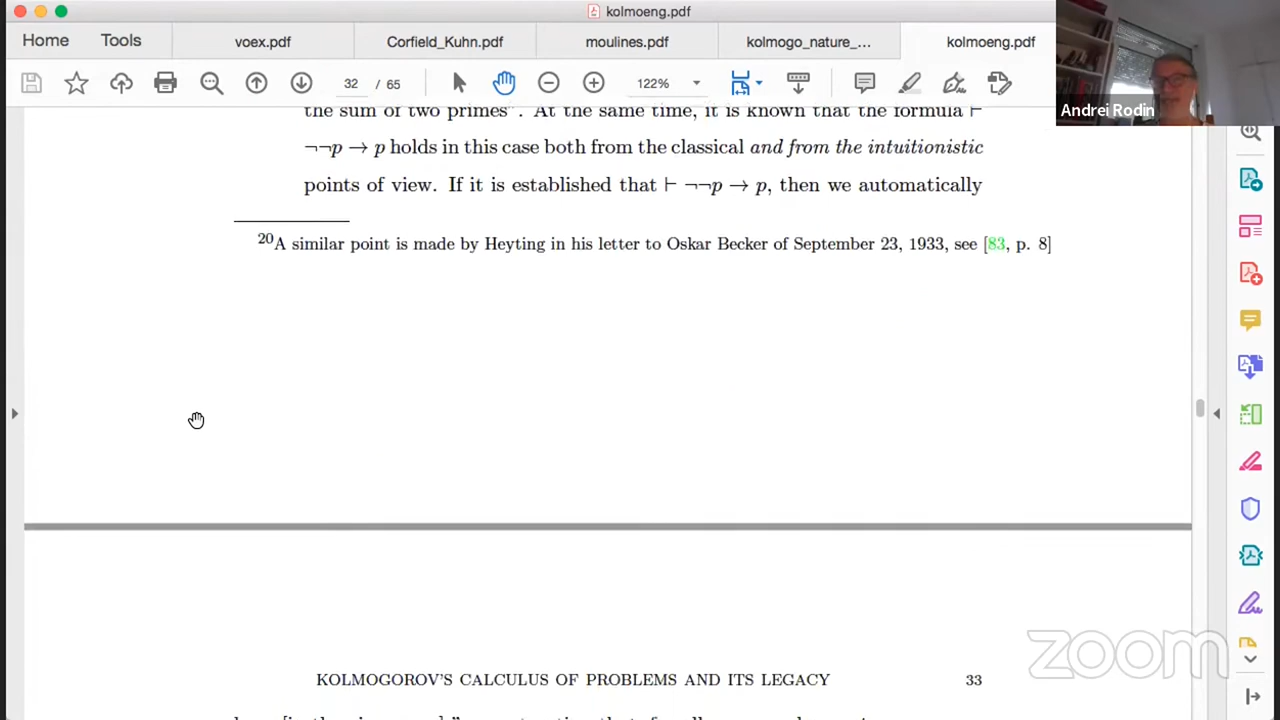 kolmoeng.pdf
Home Tools voex.pdf Corfield_Kuhn.pdf moulines.pdf kolmogo_nature_... kolmoeng.pdf
32 / 65 122%
Andrei Rodin
the sum of two primes”. At the same time, it is known that the formula ⊢
¬¬p → p holds in this case both from the classical and from the intuitionistic
points of view. If it is established that ⊢ ¬¬p → p, then we automatically
20A similar point is made by Heyting in his letter to Oskar Becker of September 23, 1933, see [83, p. 8]
zoom
KOLMOGOROV'S CALCULUS OF PROBLEMS AND ITS LEGACY 33